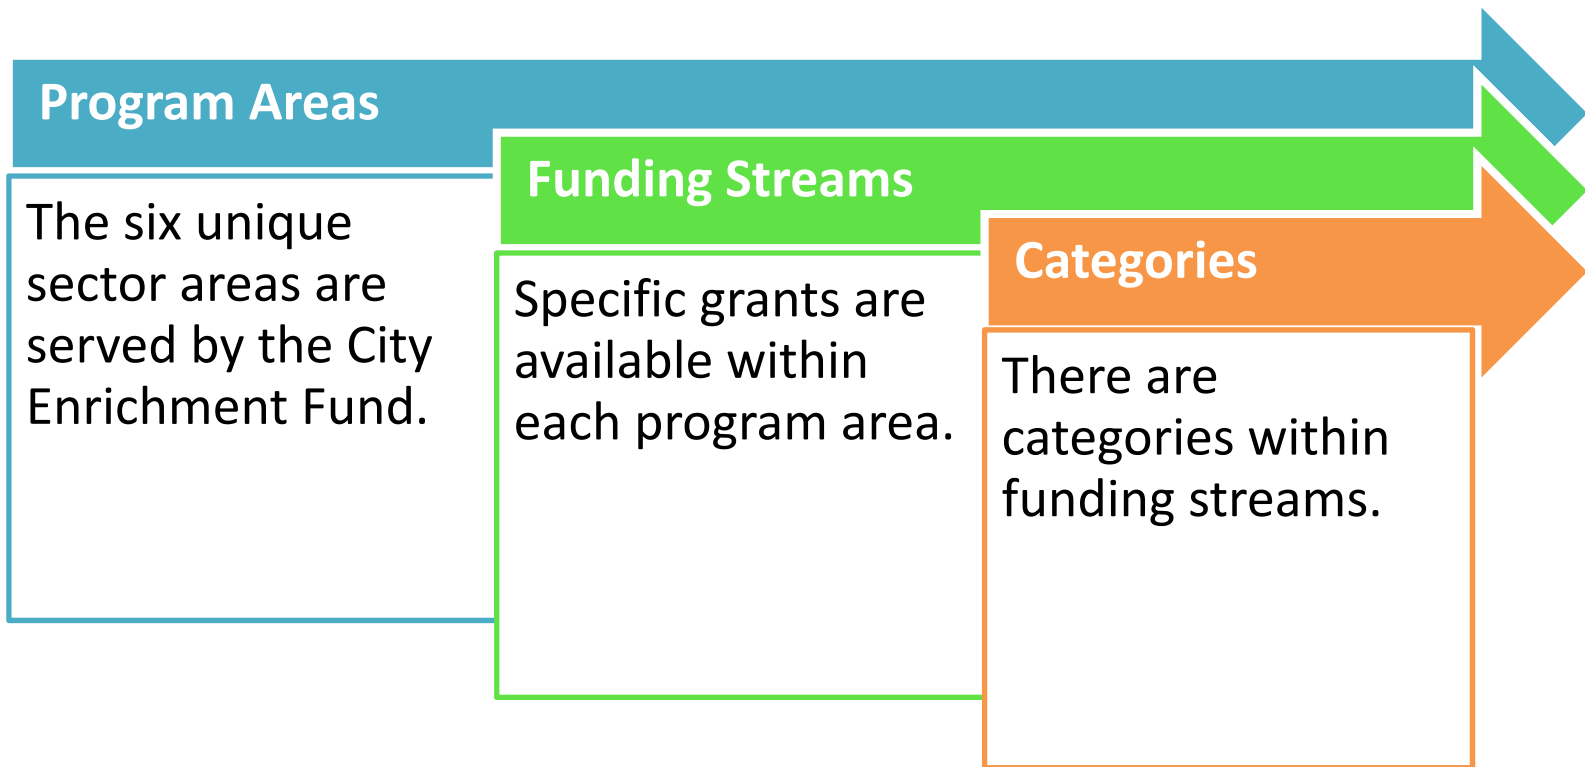 Program Areas
The six unique
sector areas are
served by the City
Enrichment Fund.
Funding Streams
Specific grants are
available within
each program area.
Categories
There are
categories within
funding streams.